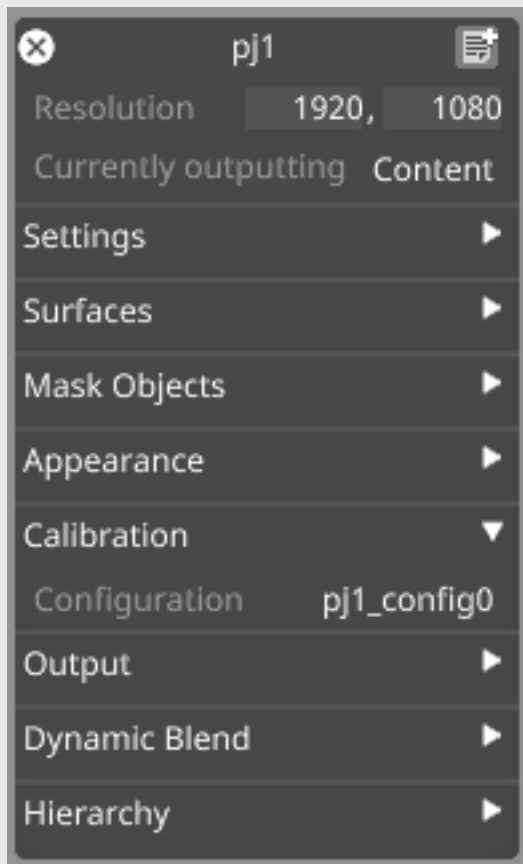 pj1
Resolution 1920, 1080
Currently outputting Content
Settings
Surfaces
Mask Objects
Appearance
Calibration
Configuration pj1_config0
Output
Dynamic Blend
Hierarchy